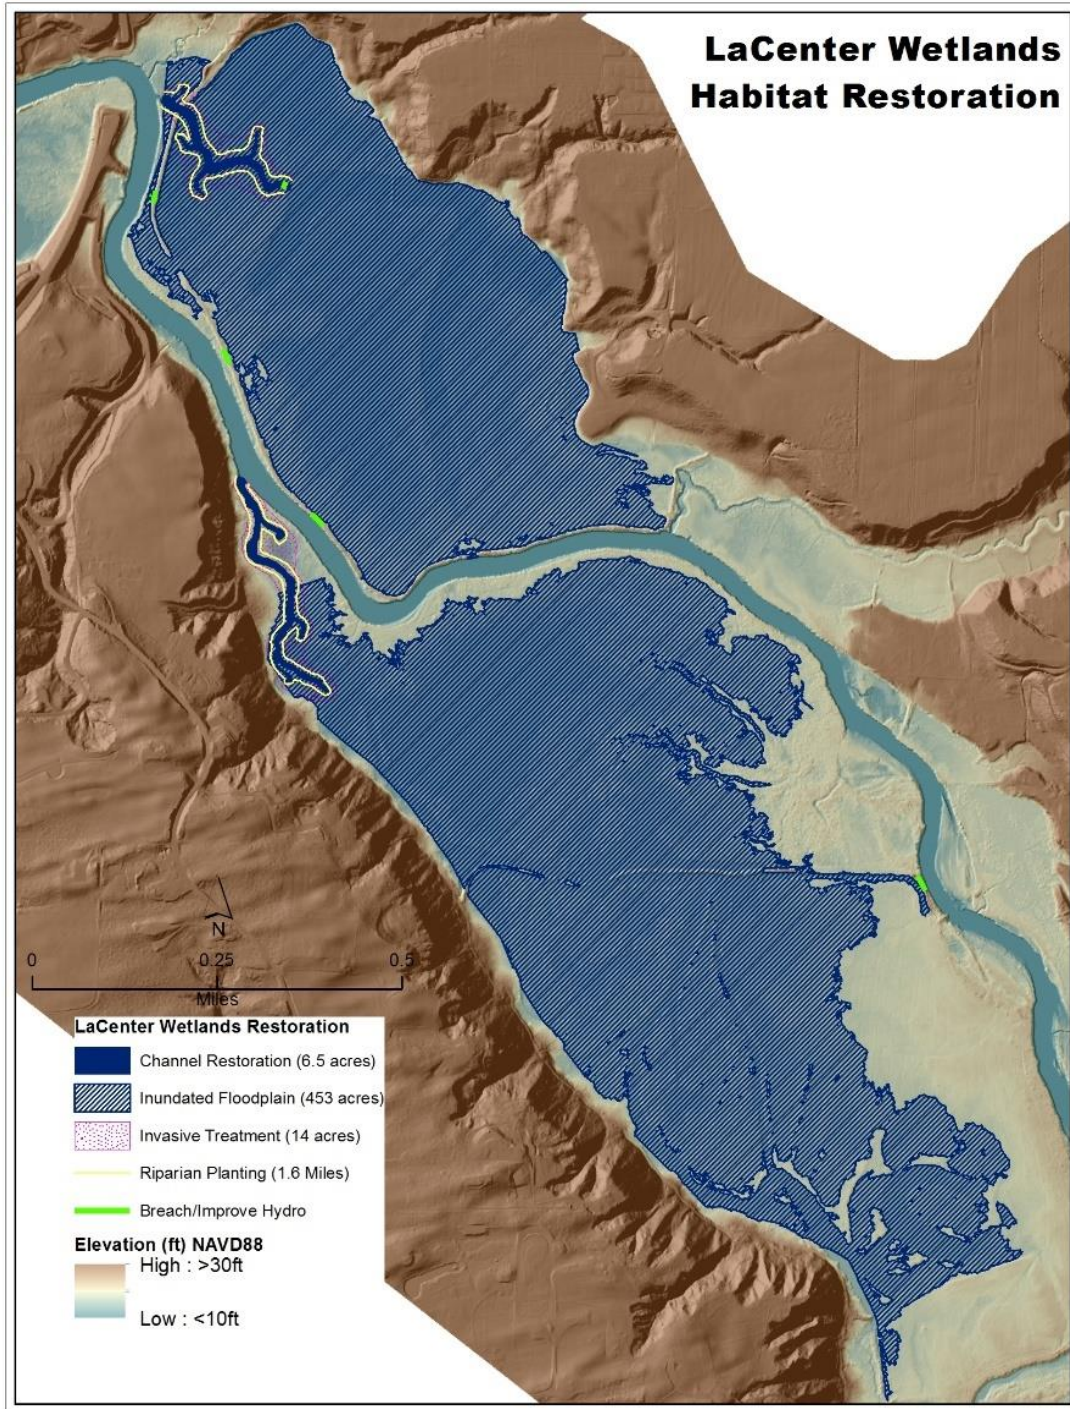 LaCenter Wetlands
Habitat Restoration
N
0 0.25 0.5
Miles
LaCenter Wetlands Restoration
Channel Restoration (6.5 acres)
Inundated Floodplain (453 acres)
Invasive Treatment (14 acres)
Riparian Planting (1.6 Miles)
Breach/Improve Hydro
Elevation (ft) NAVD88
High : >30ft
Low : <10ft